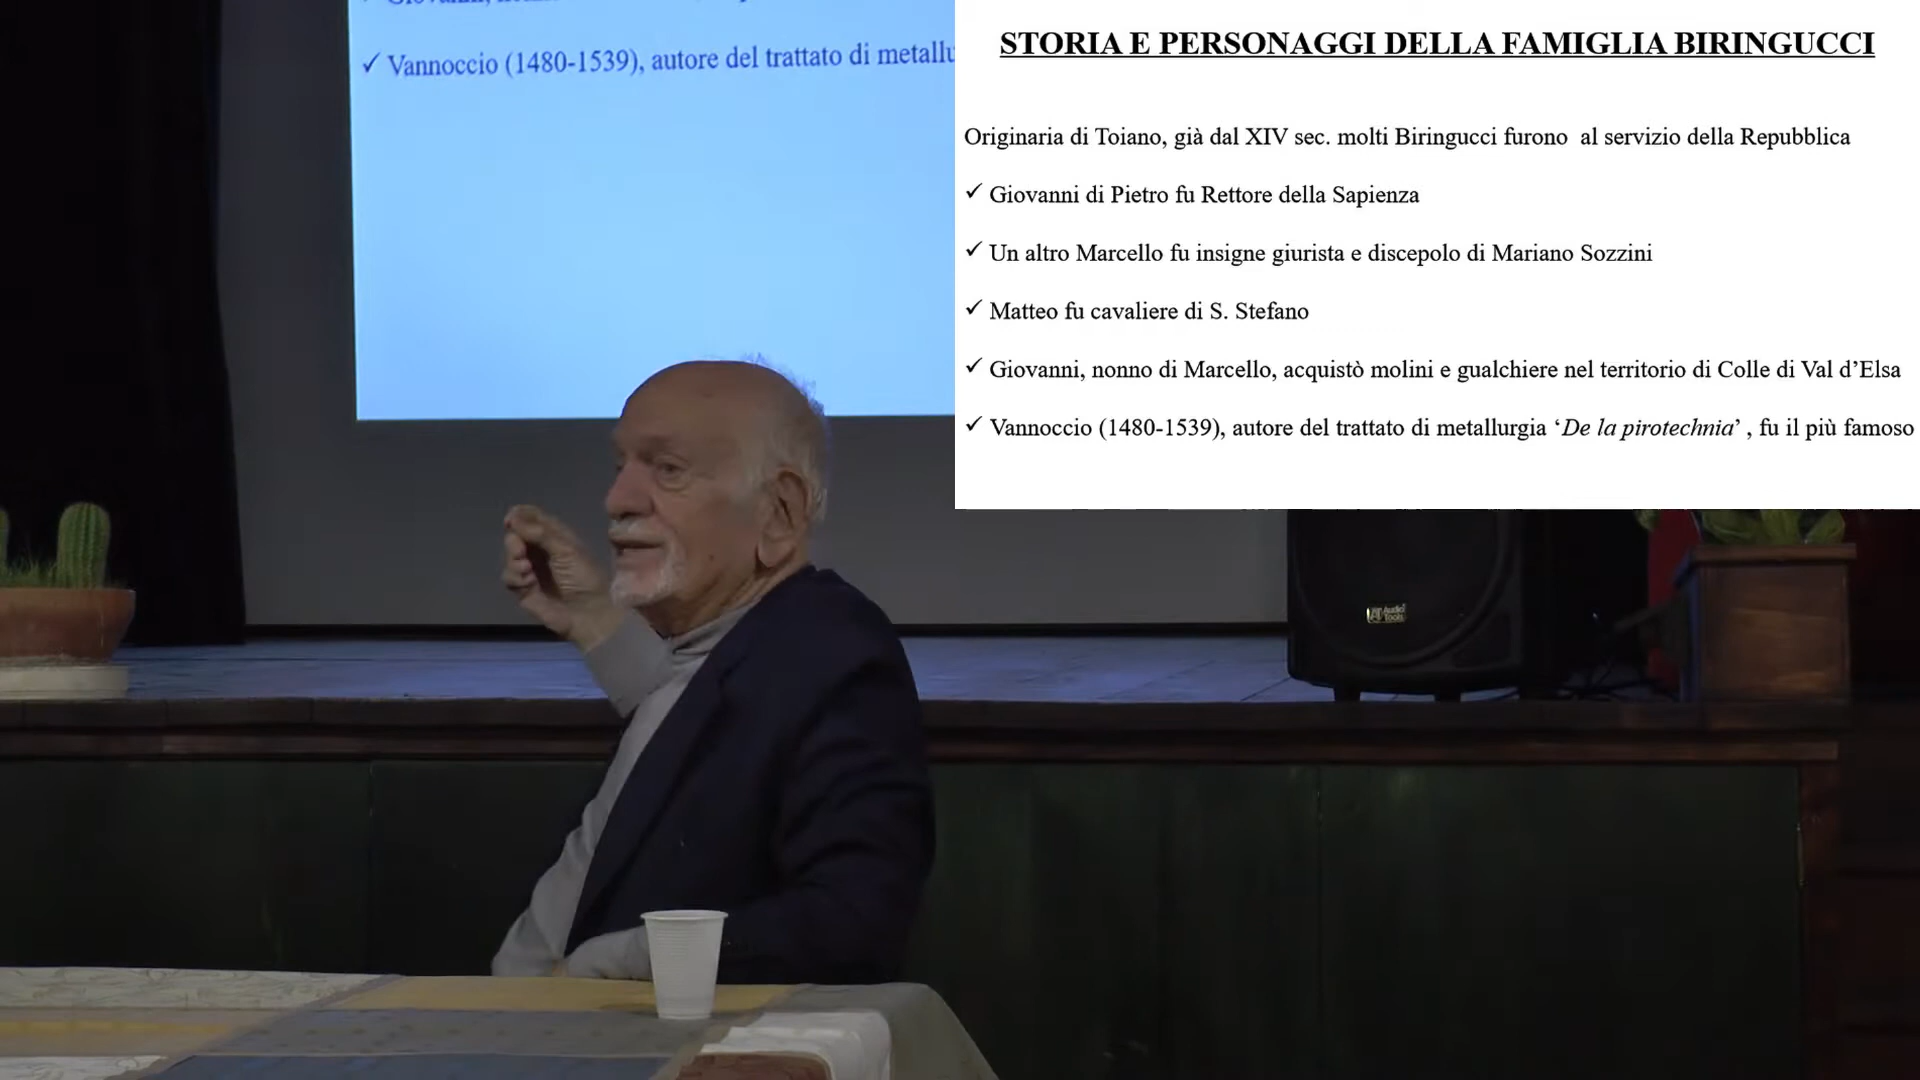 ✓ Vannoccio (1480-1539), autore del trattato di
STORIA E PERSONAGGI DELLA FAMIGLIA BIRINGUCCI
Originaria di Toiano, già dal XIV sec. molti Biringucci furono al servizio della Repubblica
✓ Giovanni di Pietro fu Rettore della Sapienza
✓ Un altro Marcello fu insigne giurista e discepolo di Mariano Sozzini
✓ Matteo fu cavaliere di S. Stefano
✓ Giovanni, nonno di Marcello, acquistò molini e gualchiere nel territorio di Colle di Val d’Elsa
✓ Vannoccio (1480-1539), autore del trattato di metallurgia ‘De la pirotechnia’ , fu il più famoso
Audio
Tools